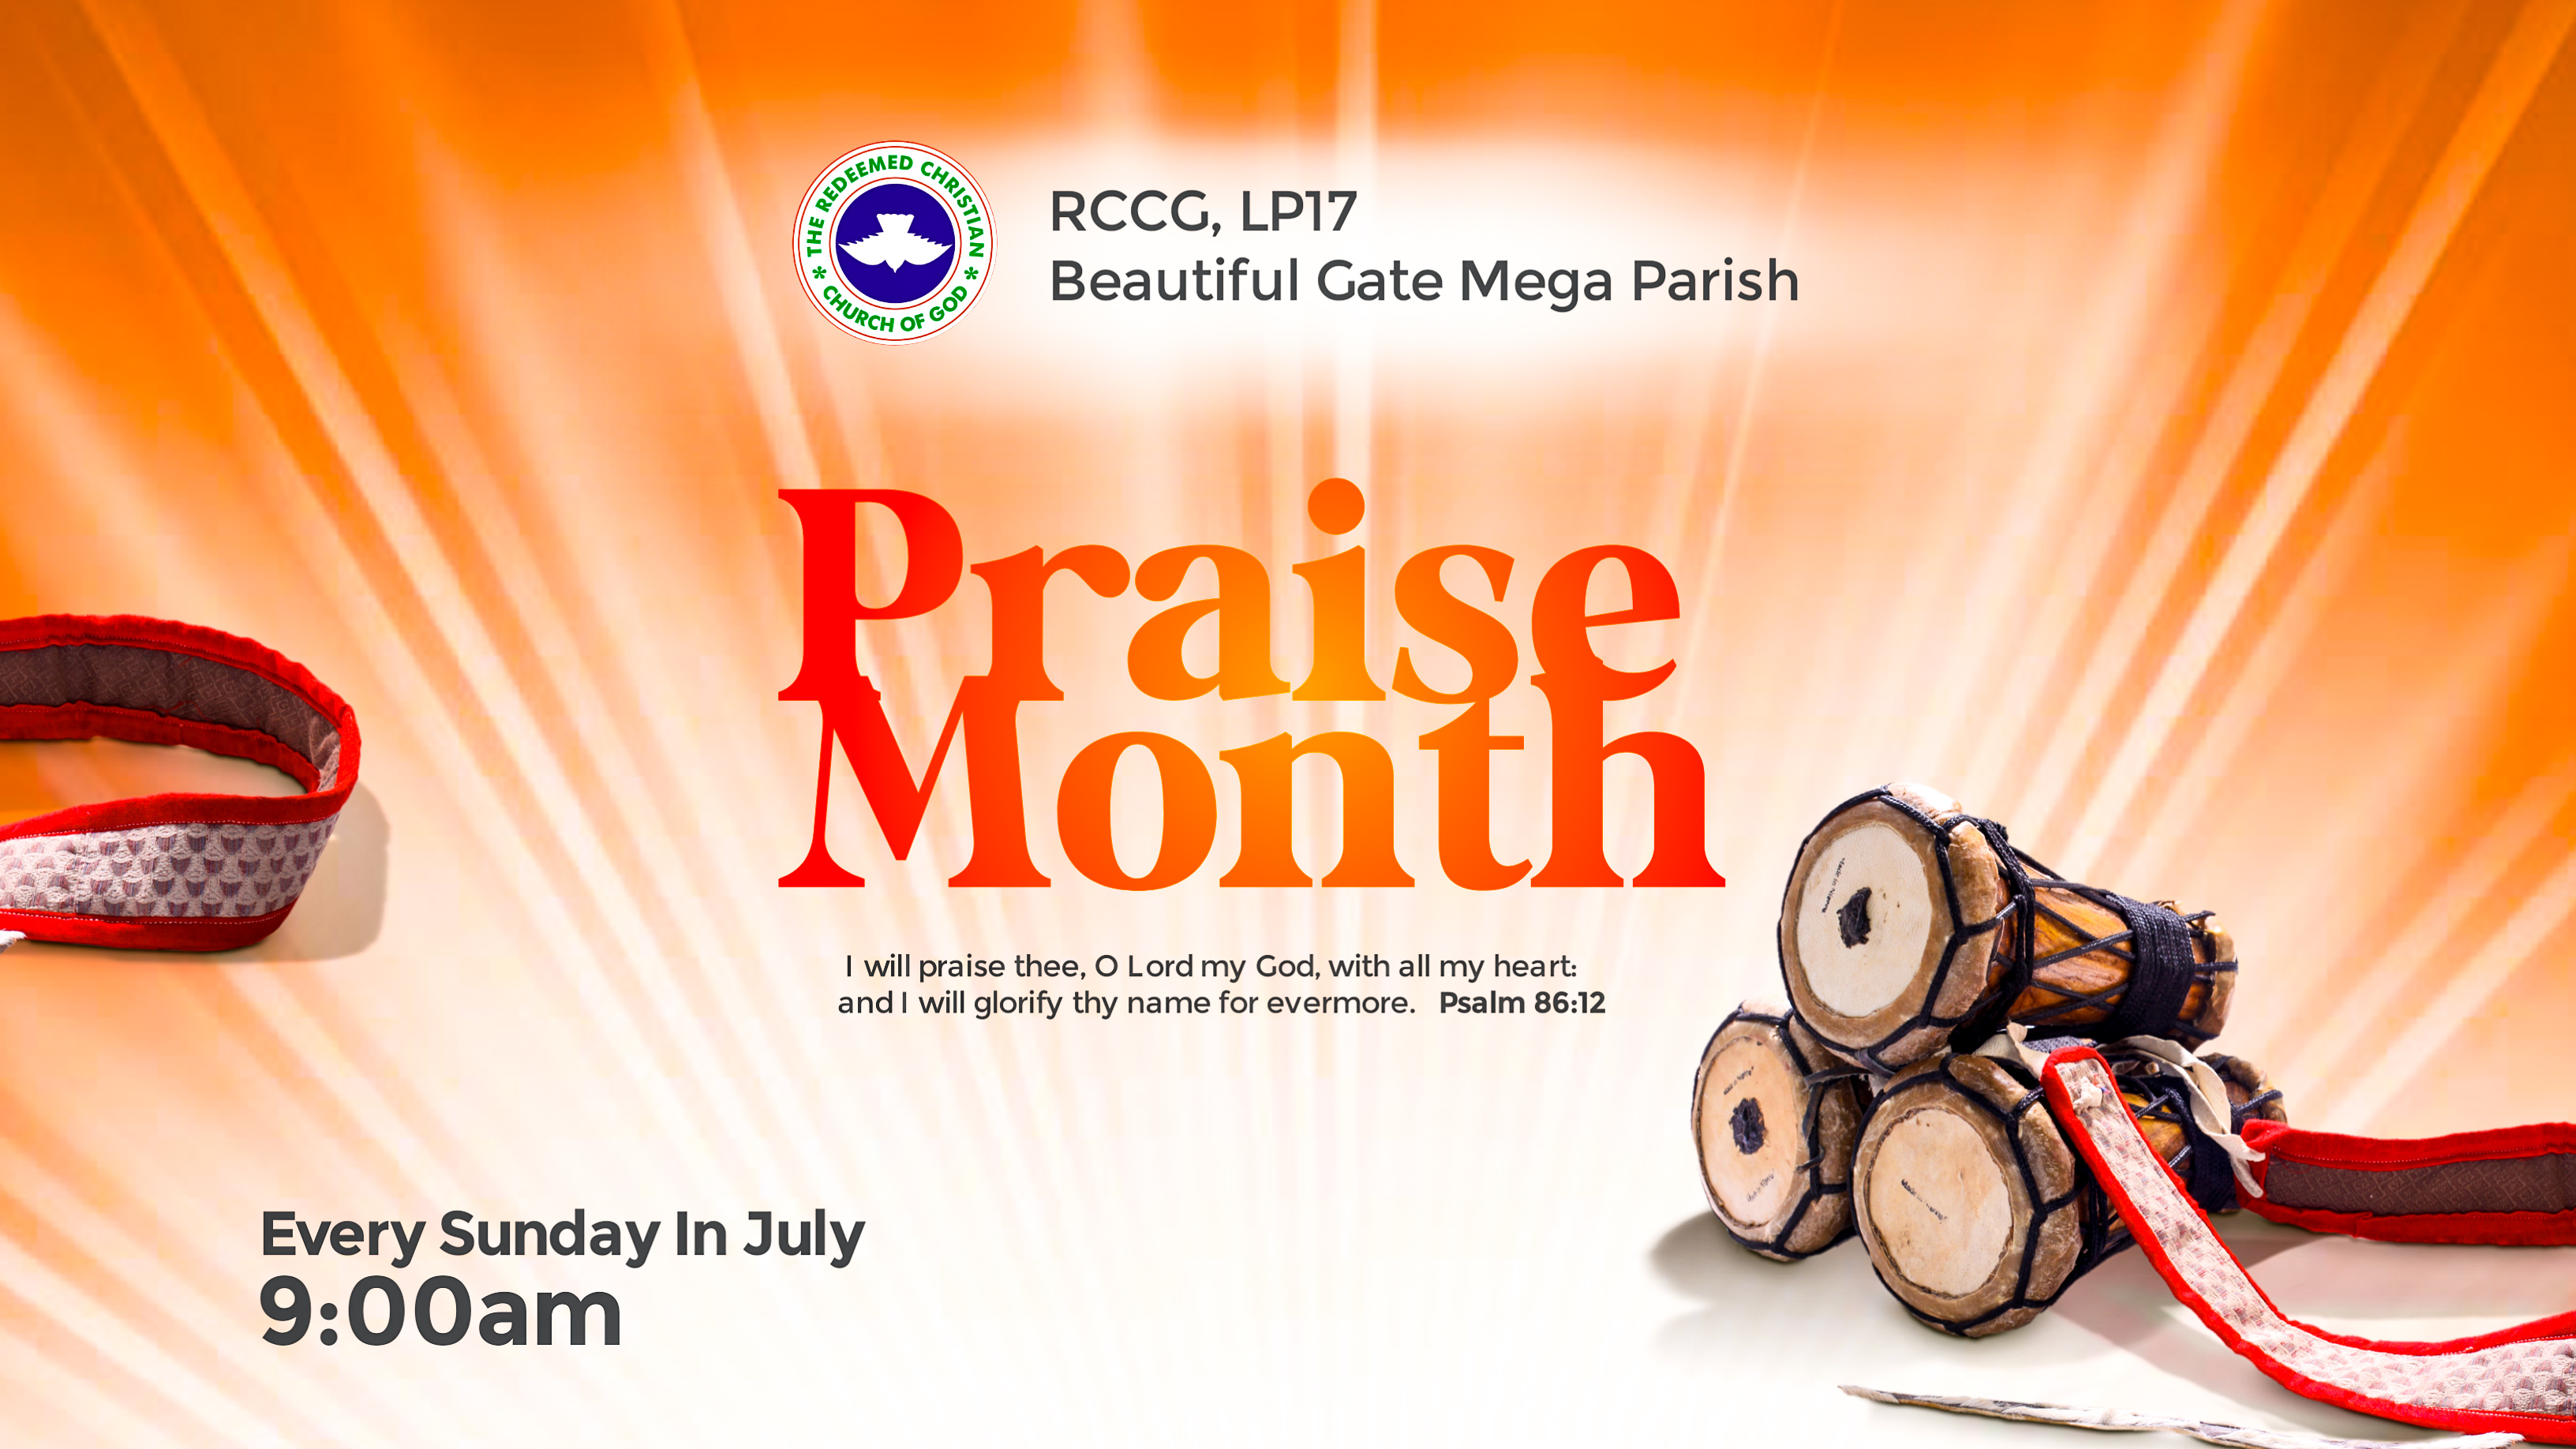 THE REDEEMED CHRISTIAN
CHURCH OF GOD
RCCG, LP17
Beautiful Gate Mega Parish
Praise
Month
I will praise thee, O Lord my God, with all my heart:
and I will glorify thy name for evermore. Psalm 86:12
Every Sunday In July
9:00am